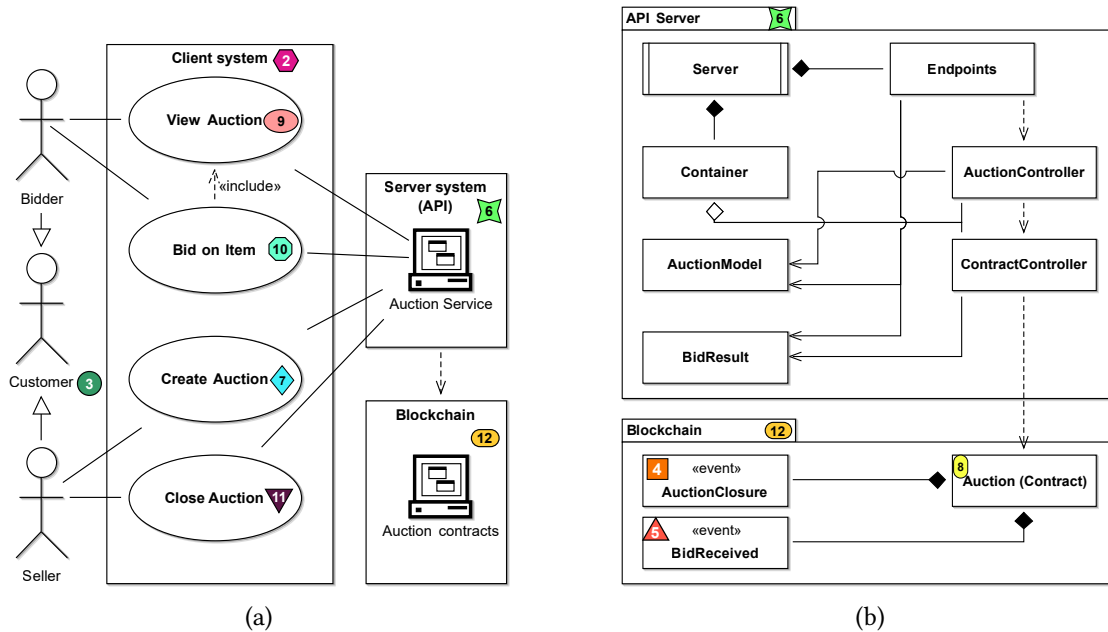 Client system 2
View Auction 9
Bidder
«include»
Bid on Item 10
Customer 3
Create Auction 7
Close Auction 11
Seller
Server system
(API)
6
Auction Service
Blockchain
12
Auction contracts
(a)
API Server 6
Server
Endpoints
Container
AuctionController
AuctionModel
ContractController
BidResult
Blockchain 12
4 «event»
AuctionClosure
8
Auction (Contract)
5 «event»
BidReceived
(b)